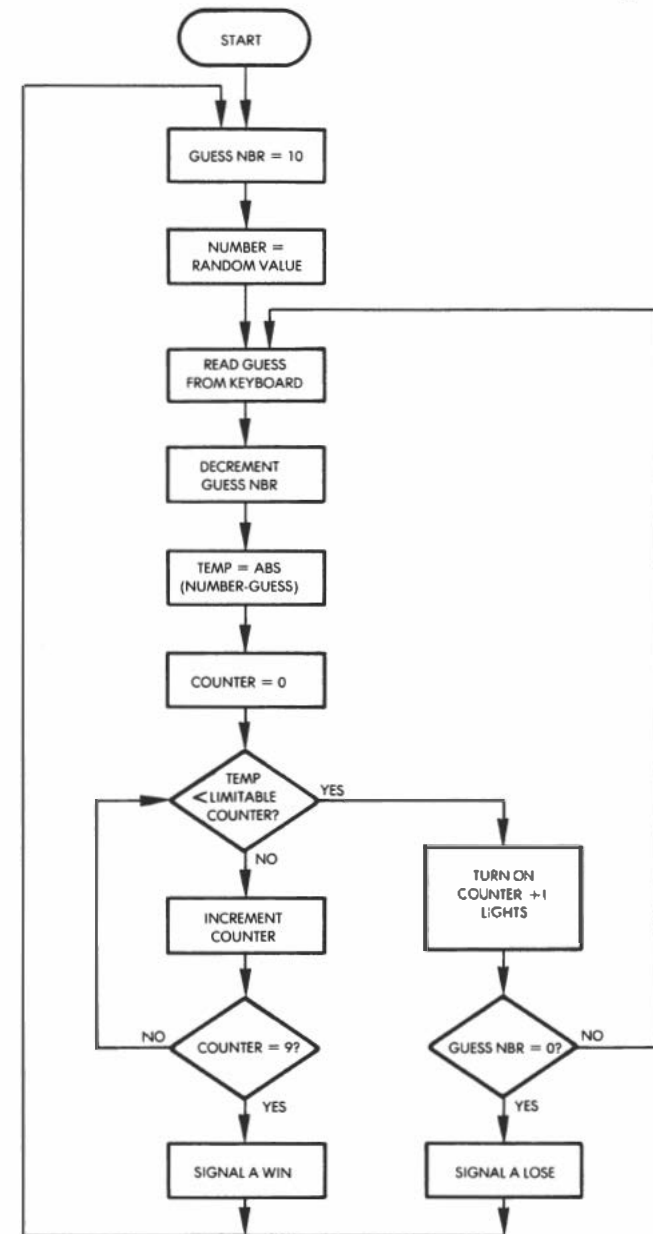 START
GUESS NBR = 10
NUMBER =
RANDOM VALUE
READ GUESS
FROM KEYBOARD
DECREMENT
GUESS NBR
TEMP = ABS
(NUMBER-GUESS)
COUNTER = 0
TEMP
<LIMITABLE
COUNTER?
YES
NO
INCREMENT
COUNTER
TURN ON
COUNTER +1
LIGHTS
NO
COUNTER = 9?
YES
GUESS NBR = 0?
NO
YES
SIGNAL A WIN
SIGNAL A LOSE